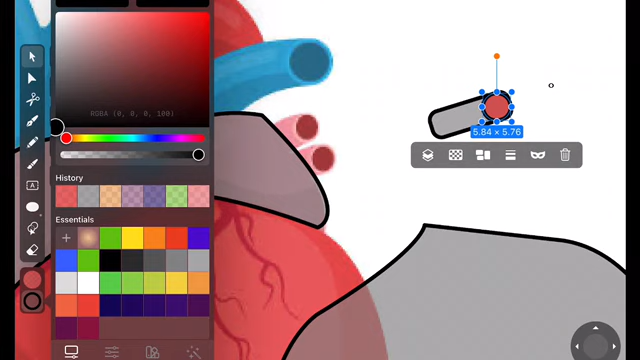 RGBA (0, 0, 0, 100)
History
Essentials
5.84 × 5.76
A